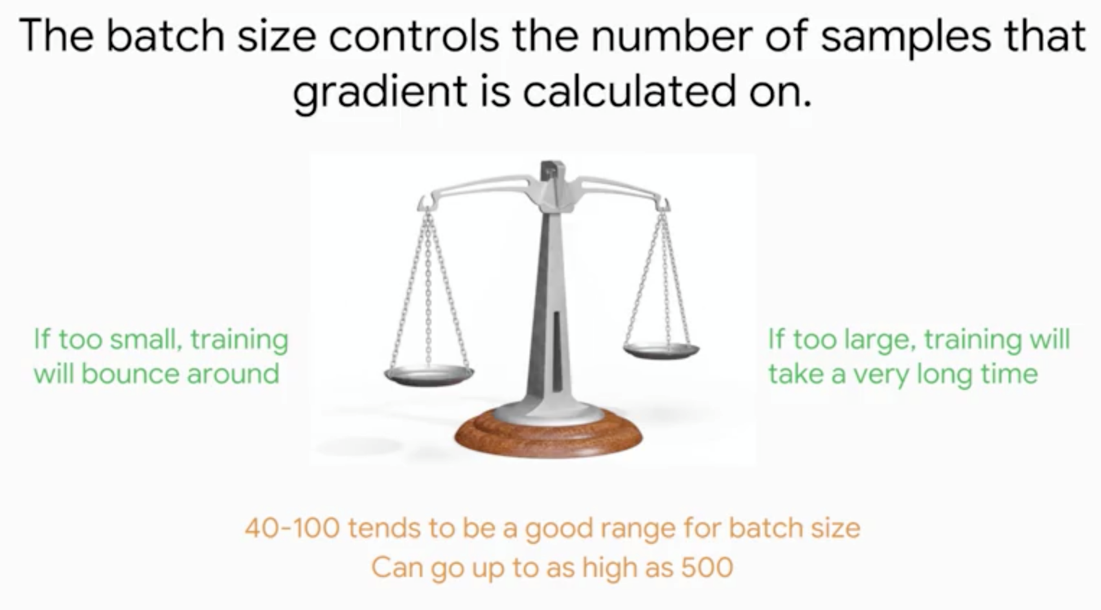 The batch size controls the number of samples that
gradient is calculated on.
If too small, training
will bounce around
If too large, training will
take a very long time
40-100 tends to be a good range for batch size
Can go up to as high as 500